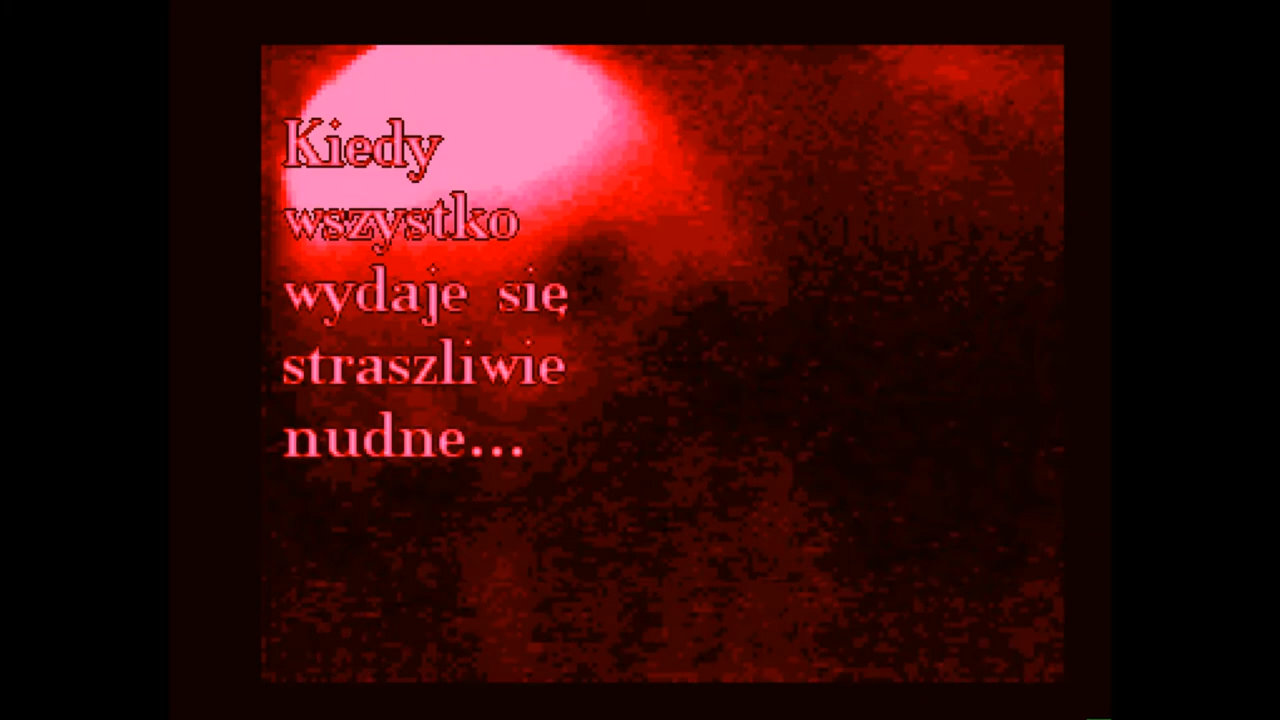 Kiedy
wszystko
wydaje się
straszliwie
nudne...